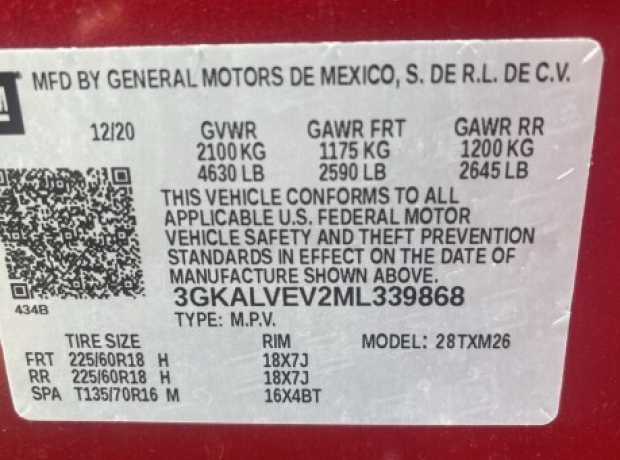 MFD BY GENERAL MOTORS DE MEXICO, S. DE R.L. DE C.V.
12/20 GVWR GAWR FRT GAWR RR
2100 KG 1175 KG 1200 KG
4630 LB 2590 LB 2645 LB
THIS VEHICLE CONFORMS TO ALL
APPLICABLE U.S. FEDERAL MOTOR
VEHICLE SAFETY AND THEFT PREVENTION
STANDARDS IN EFFECT ON THE DATE OF
MANUFACTURE SHOWN ABOVE.
434B
3GKALVEV2ML339868
TYPE: M.P.V.
TIRE SIZE RIM MODEL: 28TXM26
FRT 225/60R18 H 18X7J
RR 225/60R18 H 18X7J
SPA T135/70R16 M 16X4BT